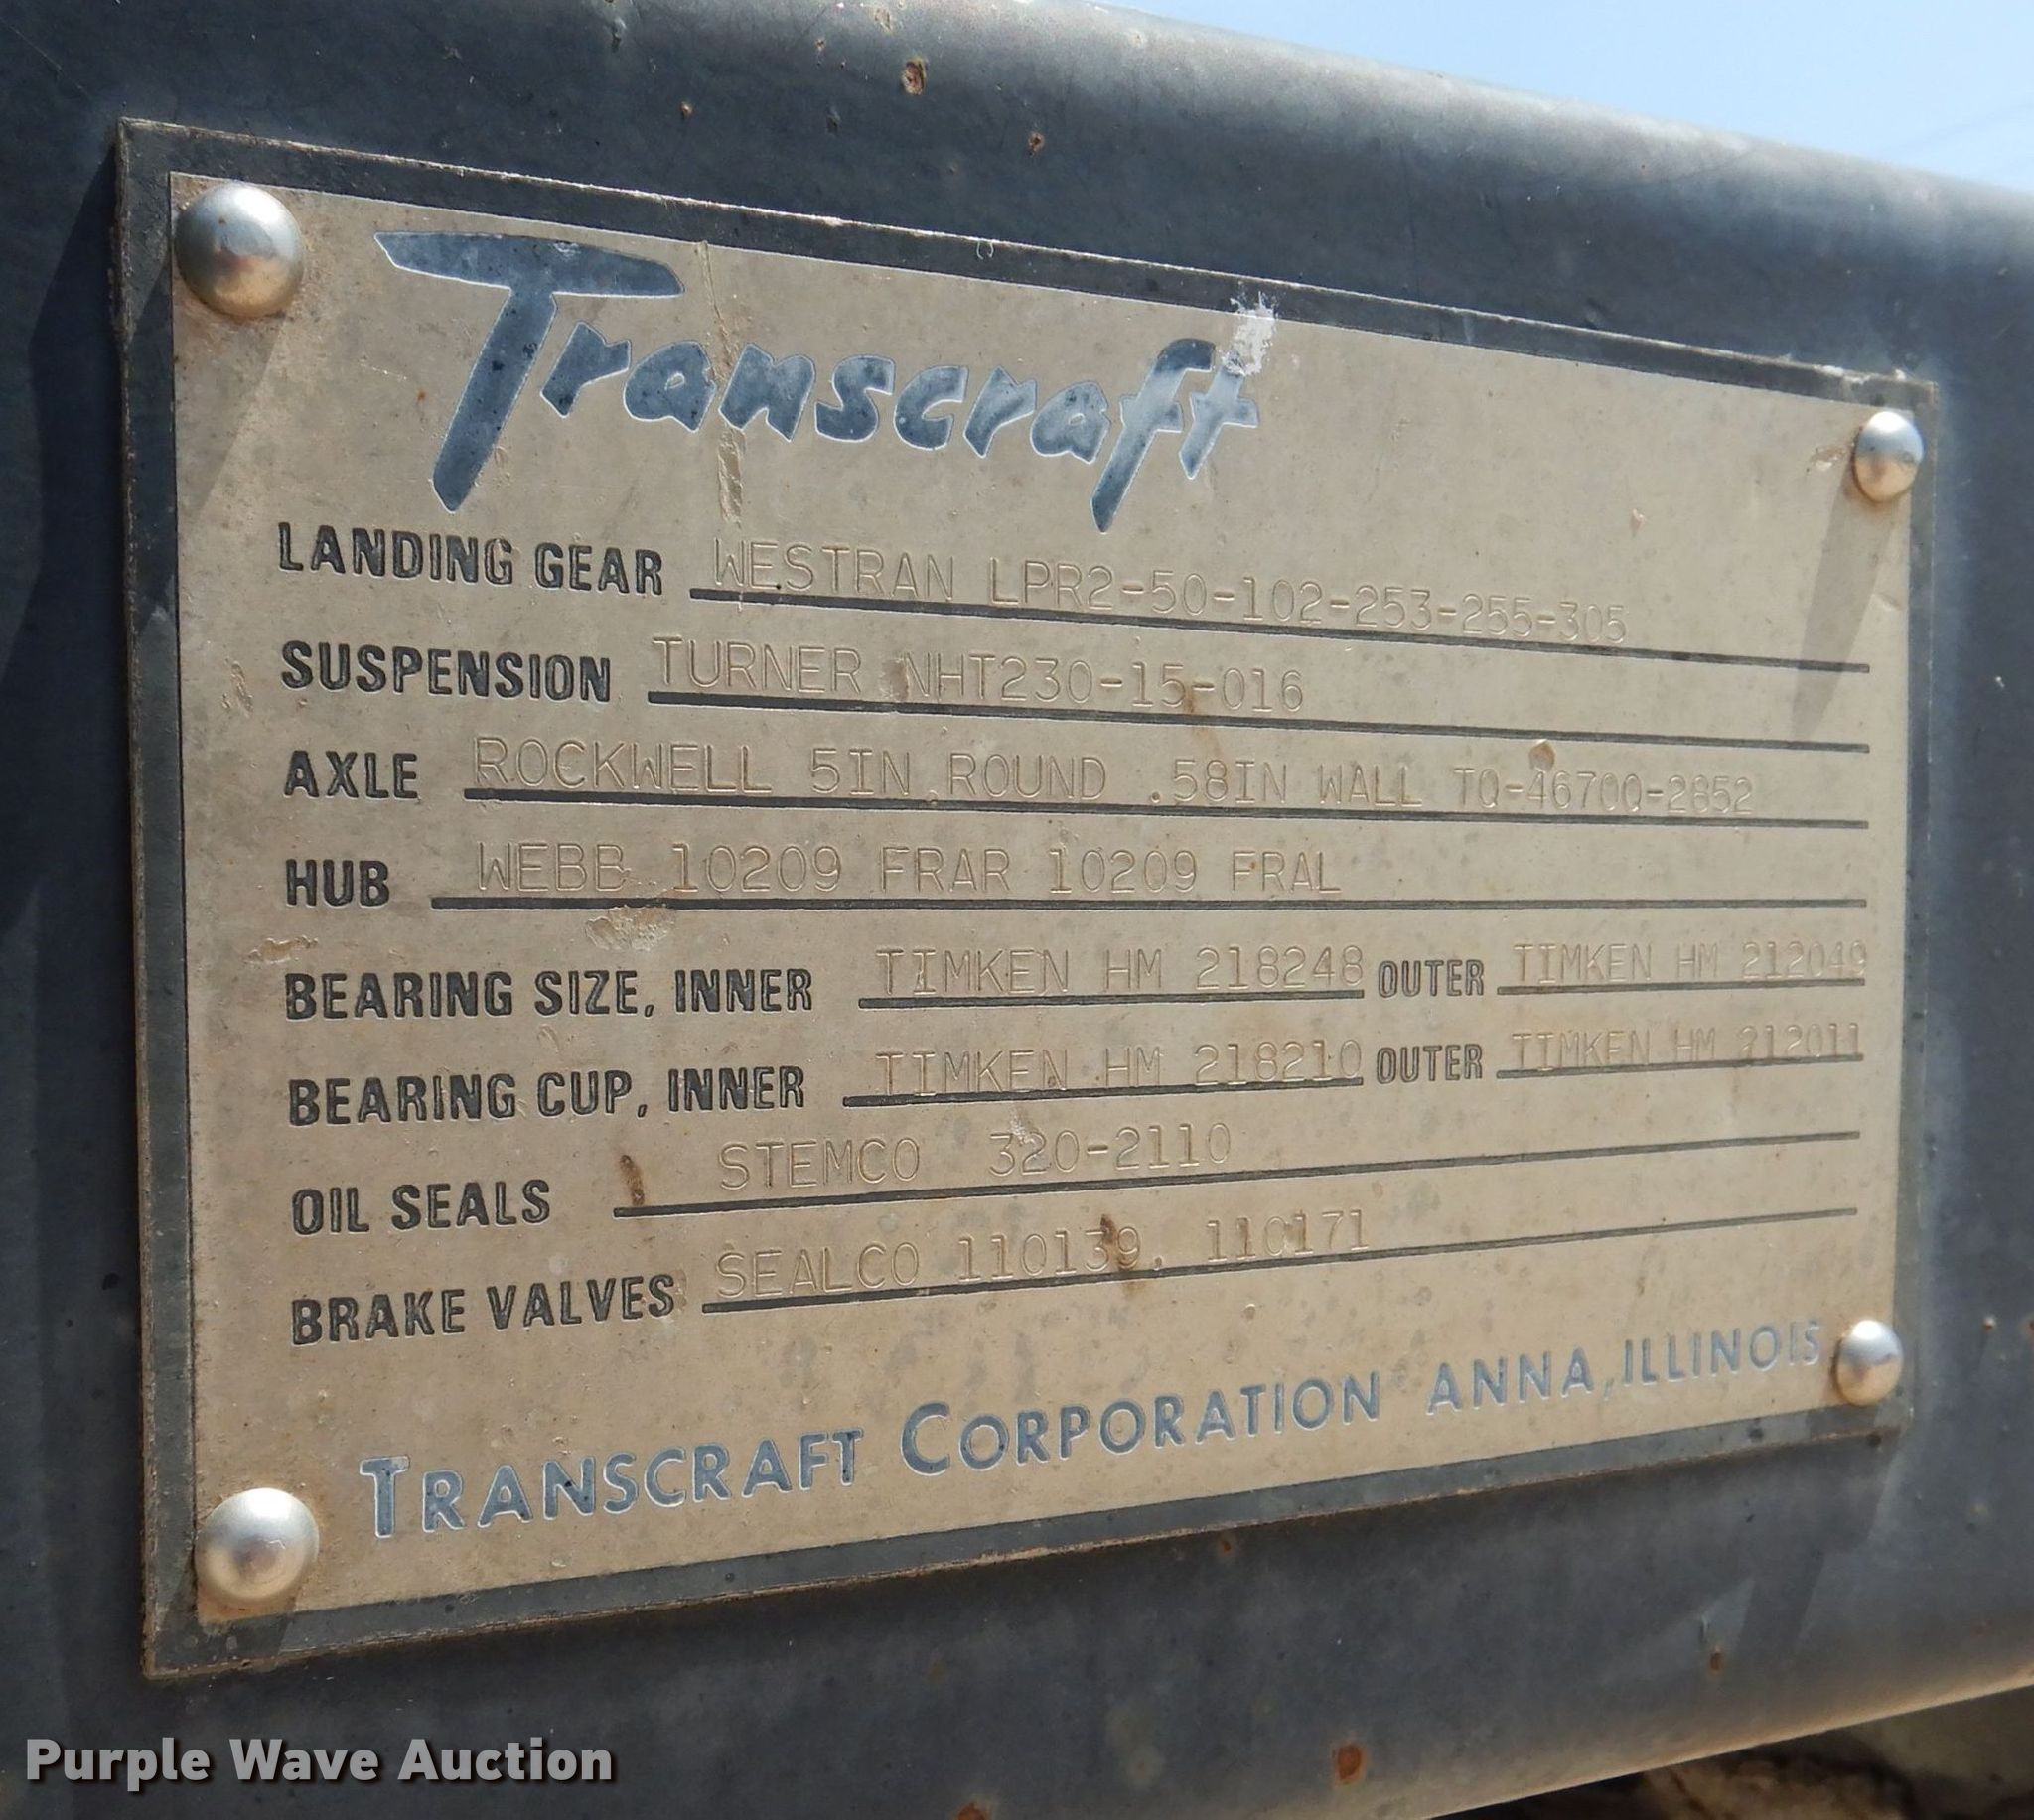 Transcraft
LANDING GEAR WESTRAN LPR2-50-102-253-255-305
SUSPENSION TURNER NHT230-15-016
AXLE ROCKWELL 5IN ROUND .58IN WALL TQ-4670Q-2852
HUB WEBB 10209 FRAR 10209 FRAL
BEARING SIZE, INNER TIMKEN HM 218248 OUTER TIMKEN HM 212049
BEARING CUP, INNER TIMKEN HM 218210 OUTER TIMKEN HM 212011
OIL SEALS STEMCO 320-2110
BRAKE VALVES SEALCO 110139, 110171
TRANSCRAFT CORPORATION ANNA, ILLINOIS
Purple Wave Auction